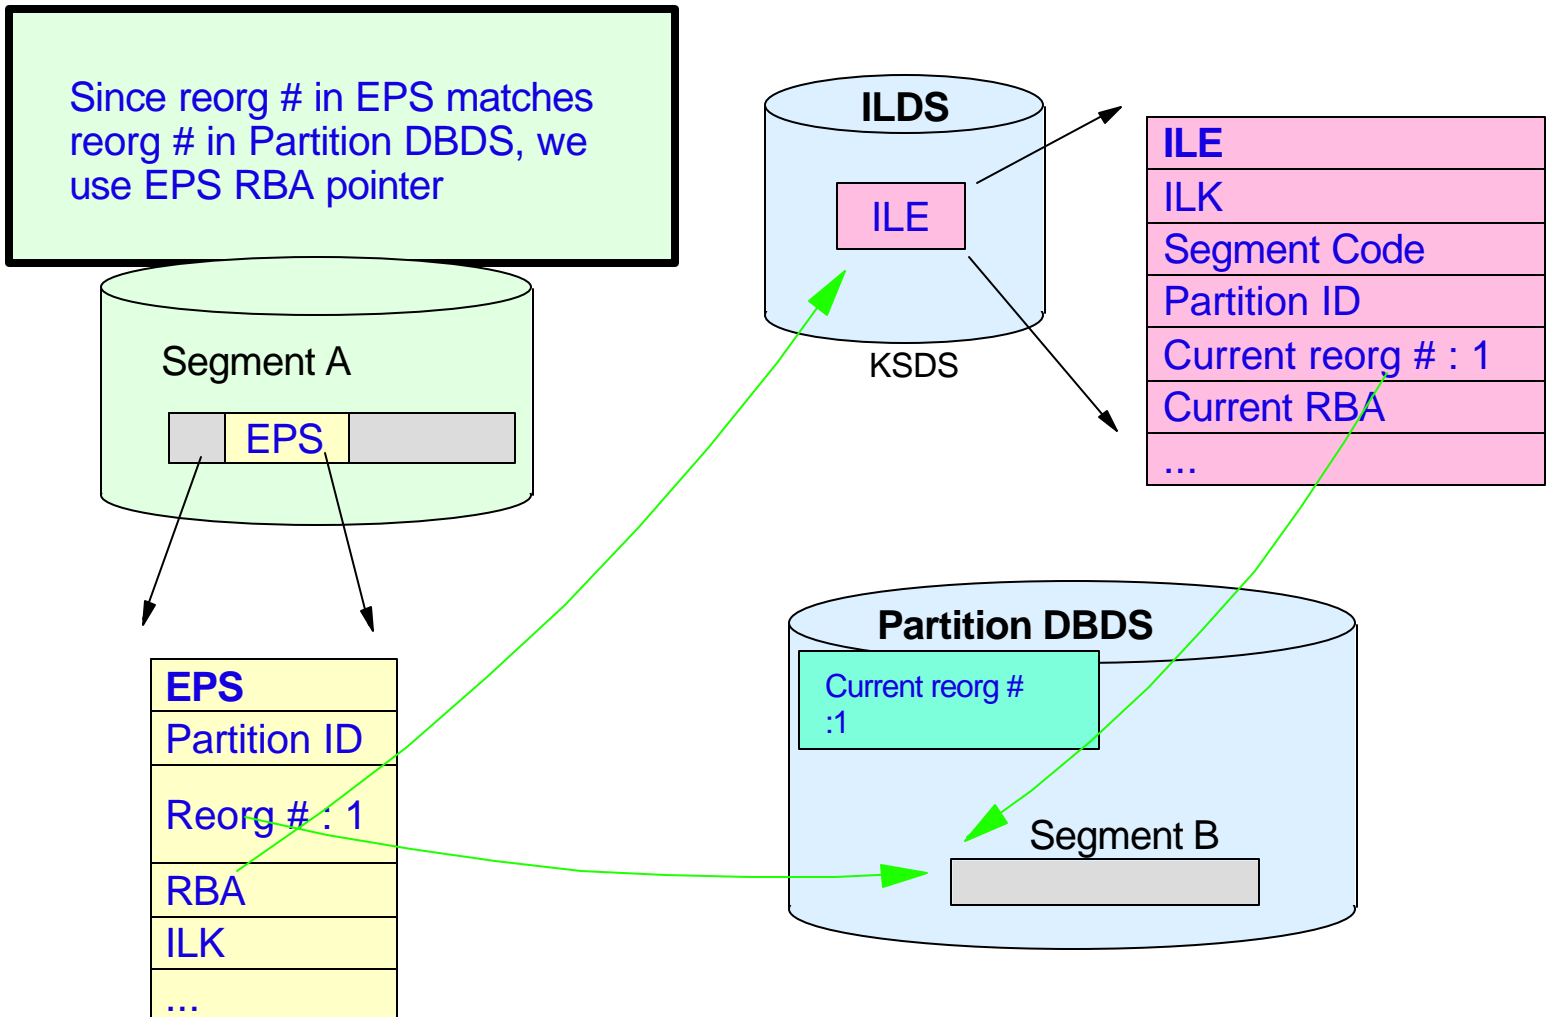 Since reorg # in EPS matches
reorg # in Partition DBDS, we
use EPS RBA pointer
Segment A
EPS
EPS
Partition ID
Reorg # : 1
RBA
ILK
...
ILDS
ILE
KSDS
ILE
ILK
Segment Code
Partition ID
Current reorg # : 1
Current RBA
...
Partition DBDS
Current reorg #
:1
Segment B